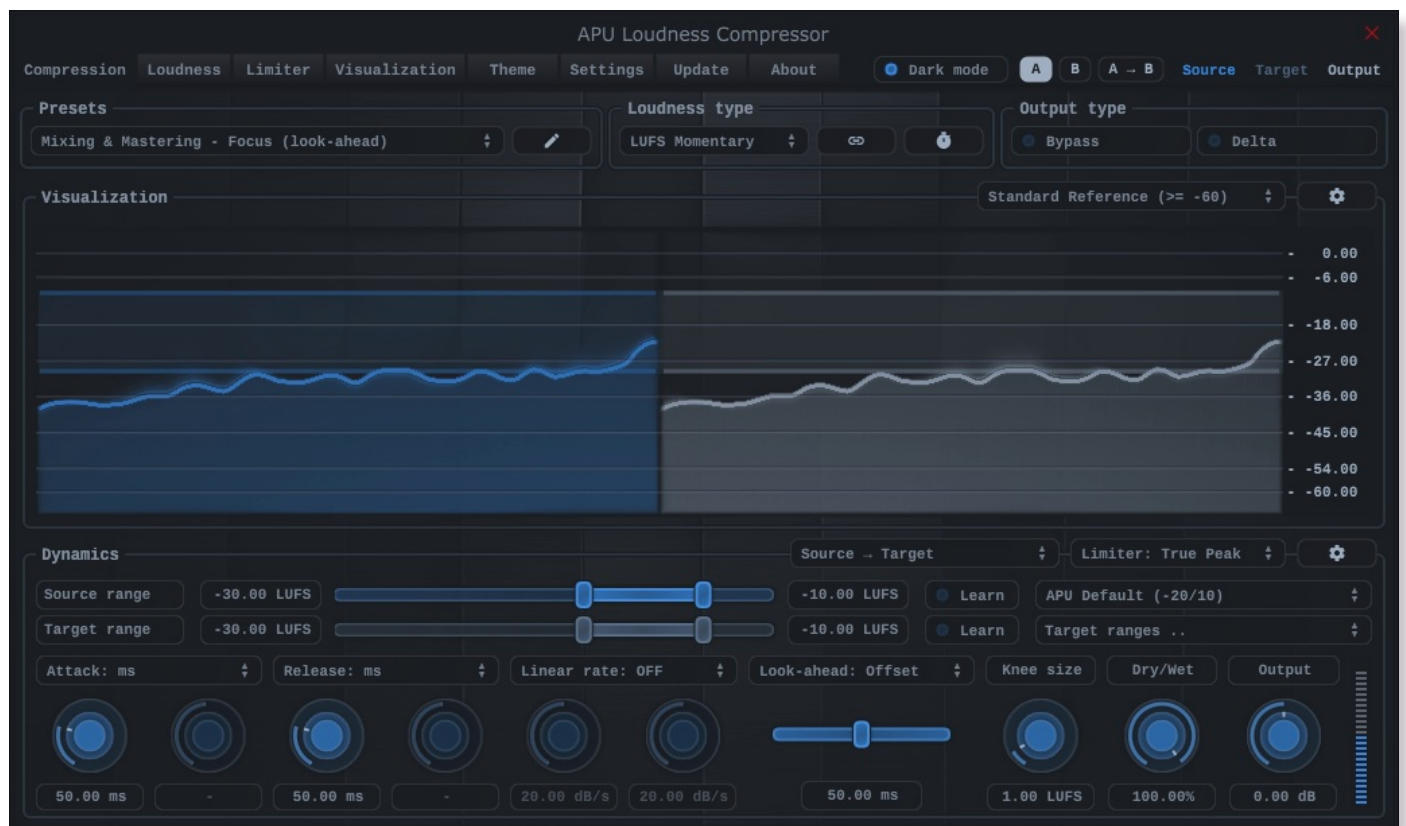 APU Loudness Compressor
Compression Loudness Limiter Visualization Theme Settings Update About Dark mode A B A → B Source Target Output
Presets Loudness type Output type
Mixing & Mastering - Focus (look-ahead) LUFS Momentary Bypass Delta
Visualization Standard Reference (>= -60)
- 0.00
- -6.00
- -18.00
- -27.00
- -36.00
- -45.00
- -54.00
- -60.00
Dynamics Source → Target Limiter: True Peak
Source range -30.00 LUFS -10.00 LUFS Learn APU Default (-20/10)
Target range -30.00 LUFS -10.00 LUFS Learn Target ranges ..
Attack: ms Release: ms Linear rate: OFF Look-ahead: Offset Knee size Dry/Wet Output
50.00 ms - 50.00 ms - 20.00 dB/s 20.00 dB/s 50.00 ms 1.00 LUFS 100.00% 0.00 dB